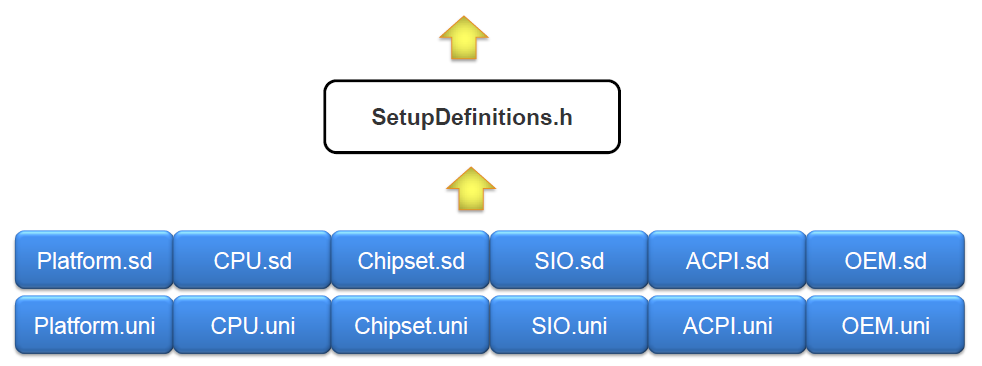 SetupDefinitions.h
Platform.sd CPU.sd Chipset.sd SIO.sd ACPI.sd OEM.sd
Platform.uni CPU.uni Chipset.uni SIO.uni ACPI.uni OEM.uni